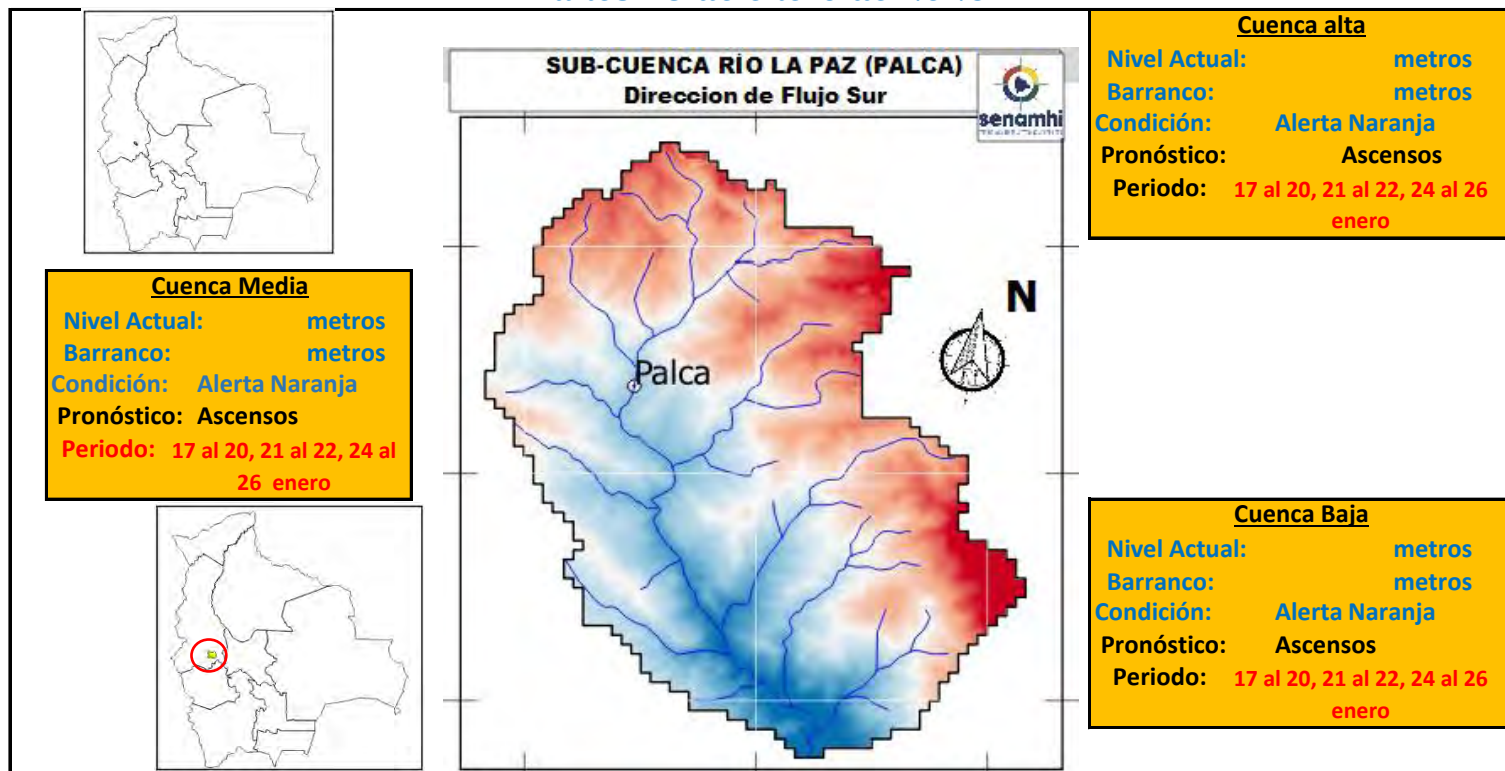 SUB-CUENCA RÍO LA PAZ (PALCA)
Direccion de Flujo Sur
senamhi
N
Palca
Cuenca alta
Nivel Actual: metros
Barranco: metros
Condición: Alerta Naranja
Pronóstico: Ascensos
Periodo: 17 al 20, 21 al 22, 24 al 26
enero
Cuenca Media
Nivel Actual: metros
Barranco: metros
Condición: Alerta Naranja
Pronóstico: Ascensos
Periodo: 17 al 20, 21 al 22, 24 al
26 enero
Cuenca Baja
Nivel Actual: metros
Barranco: metros
Condición: Alerta Naranja
Pronóstico: Ascensos
Periodo: 17 al 20, 21 al 22, 24 al 26
enero